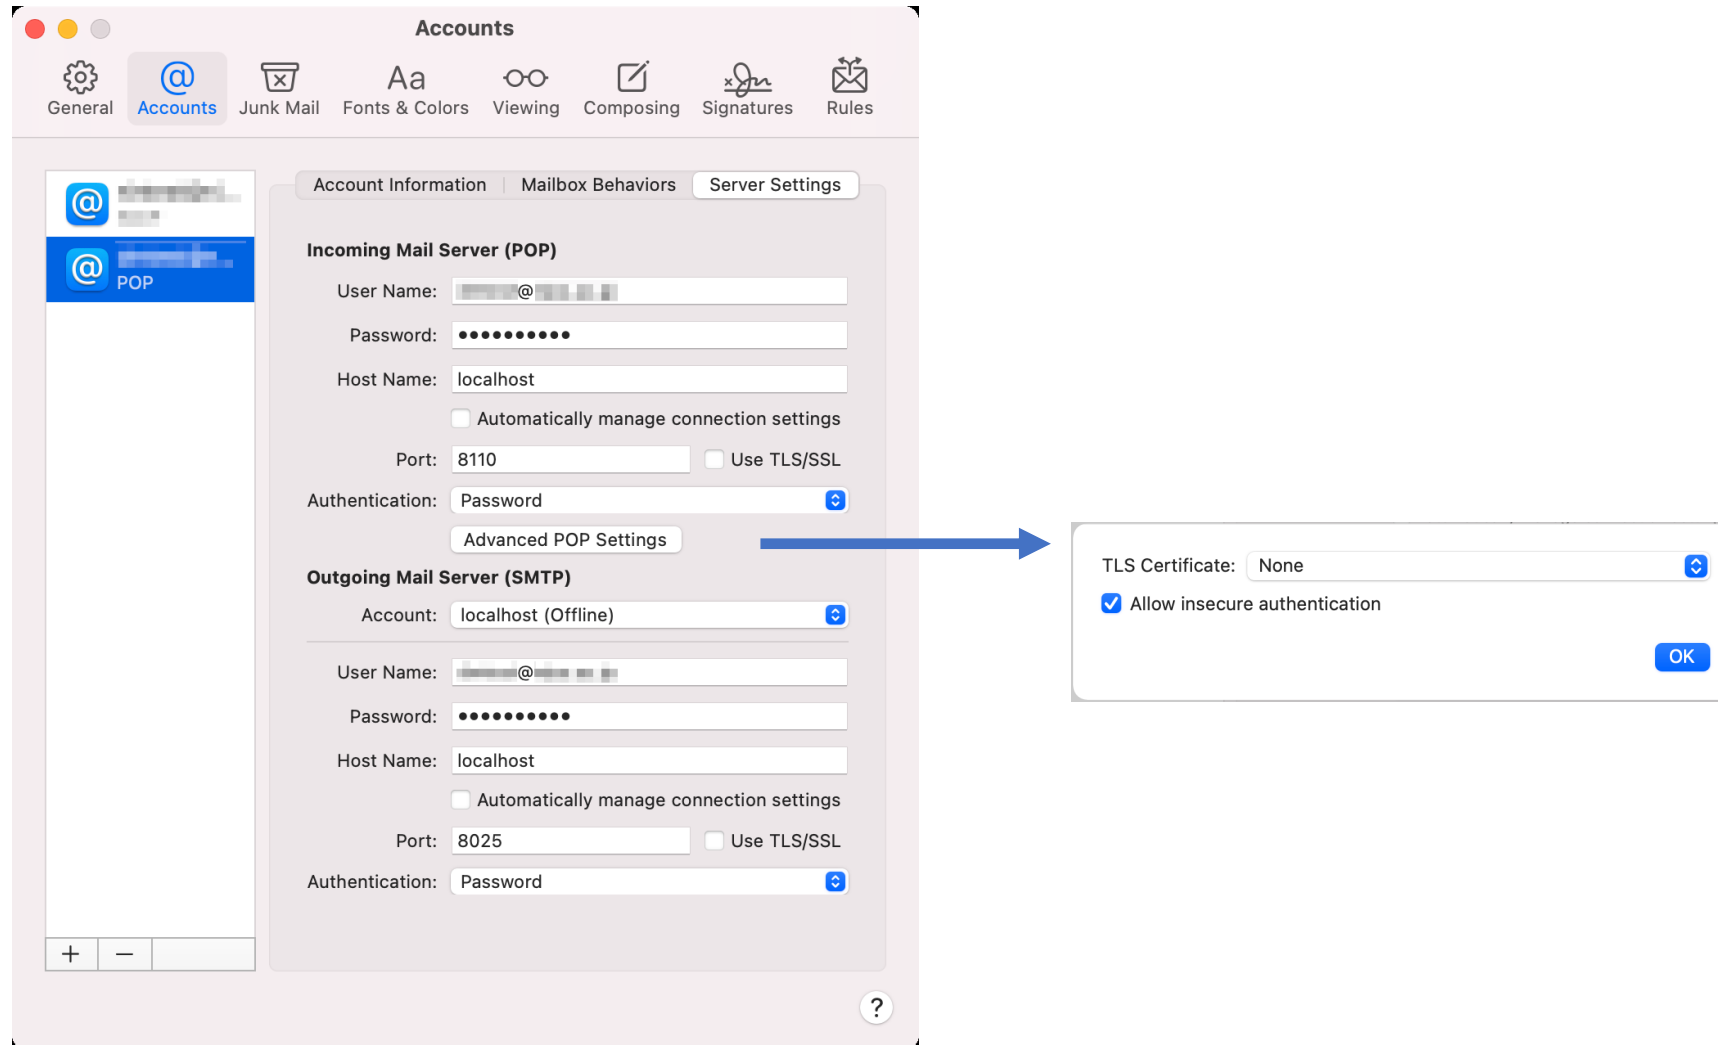 Accounts
General
Accounts
Junk Mail
Fonts & Colors
Viewing
Composing
Signatures
Rules
POP
Account Information
Mailbox Behaviors
Server Settings
Incoming Mail Server (POP)
User Name: @
Password: ••••••••••
Host Name: localhost
Automatically manage connection settings
Port: 8110 Use TLS/SSL
Authentication: Password
Advanced POP Settings
Outgoing Mail Server (SMTP)
Account: localhost (Offline)
User Name: @
Password: ••••••••••
Host Name: localhost
Automatically manage connection settings
Port: 8025 Use TLS/SSL
Authentication: Password
?
TLS Certificate: None
Allow insecure authentication
OK